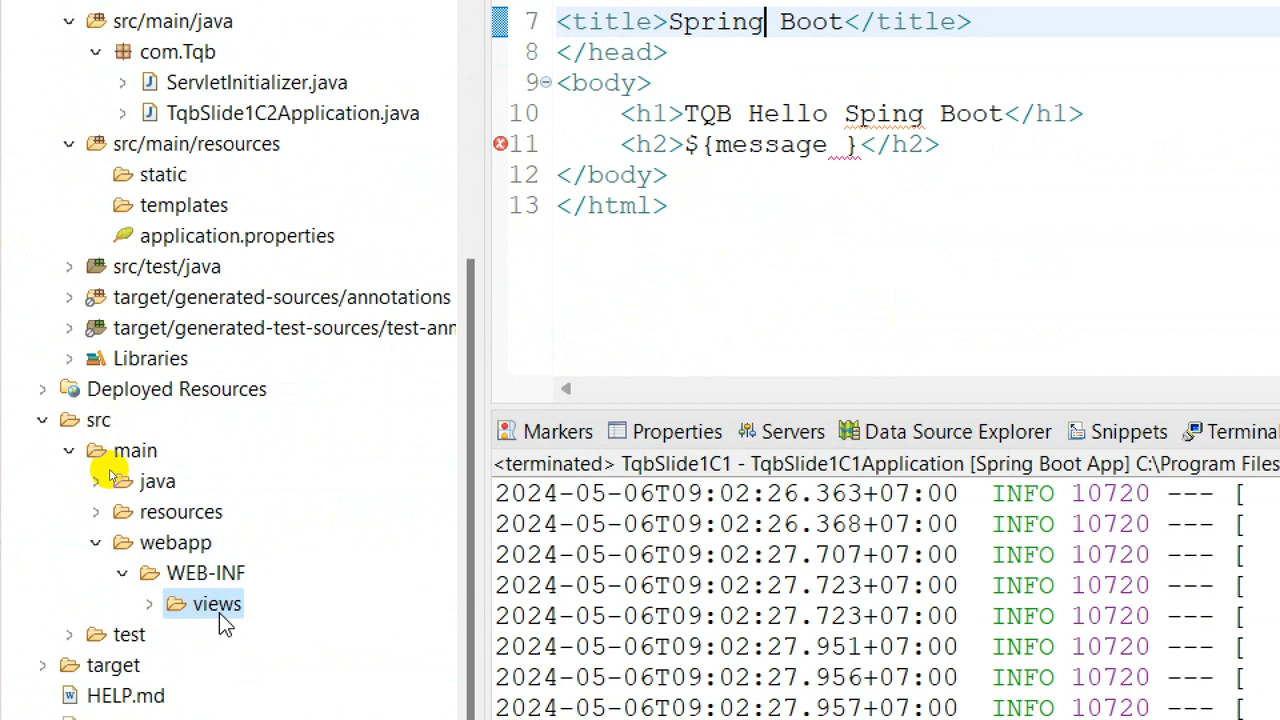 src/main/java
com.Tqb
ServletInitializer.java
TqbSlide1C2Application.java
src/main/resources
static
templates
application.properties
src/test/java
target/generated-sources/annotations
target/generated-test-sources/test-ann
Libraries
Deployed Resources
src
main
java
resources
webapp
WEB-INF
views
test
target
HELP.md
7 <title>Spring Boot</title>
8 </head>
9 <body>
10 <h1>TQB Hello Sping Boot</h1>
11 <h2>${message }</h2>
12 </body>
13 </html>
Markers Properties Servers Data Source Explorer Snippets Terminal
<terminated> TqbSlide1C1 - TqbSlide1C1Application [Spring Boot App] C:\Program Files
2024-05-06T09:02:26.363+07:00 INFO 10720 --- [
2024-05-06T09:02:26.368+07:00 INFO 10720 --- [
2024-05-06T09:02:27.707+07:00 INFO 10720 --- [
2024-05-06T09:02:27.723+07:00 INFO 10720 --- [
2024-05-06T09:02:27.723+07:00 INFO 10720 --- [
2024-05-06T09:02:27.951+07:00 INFO 10720 --- [
2024-05-06T09:02:27.956+07:00 INFO 10720 --- [
2024-05-06T09:02:27.957+07:00 INFO 10720 --- [